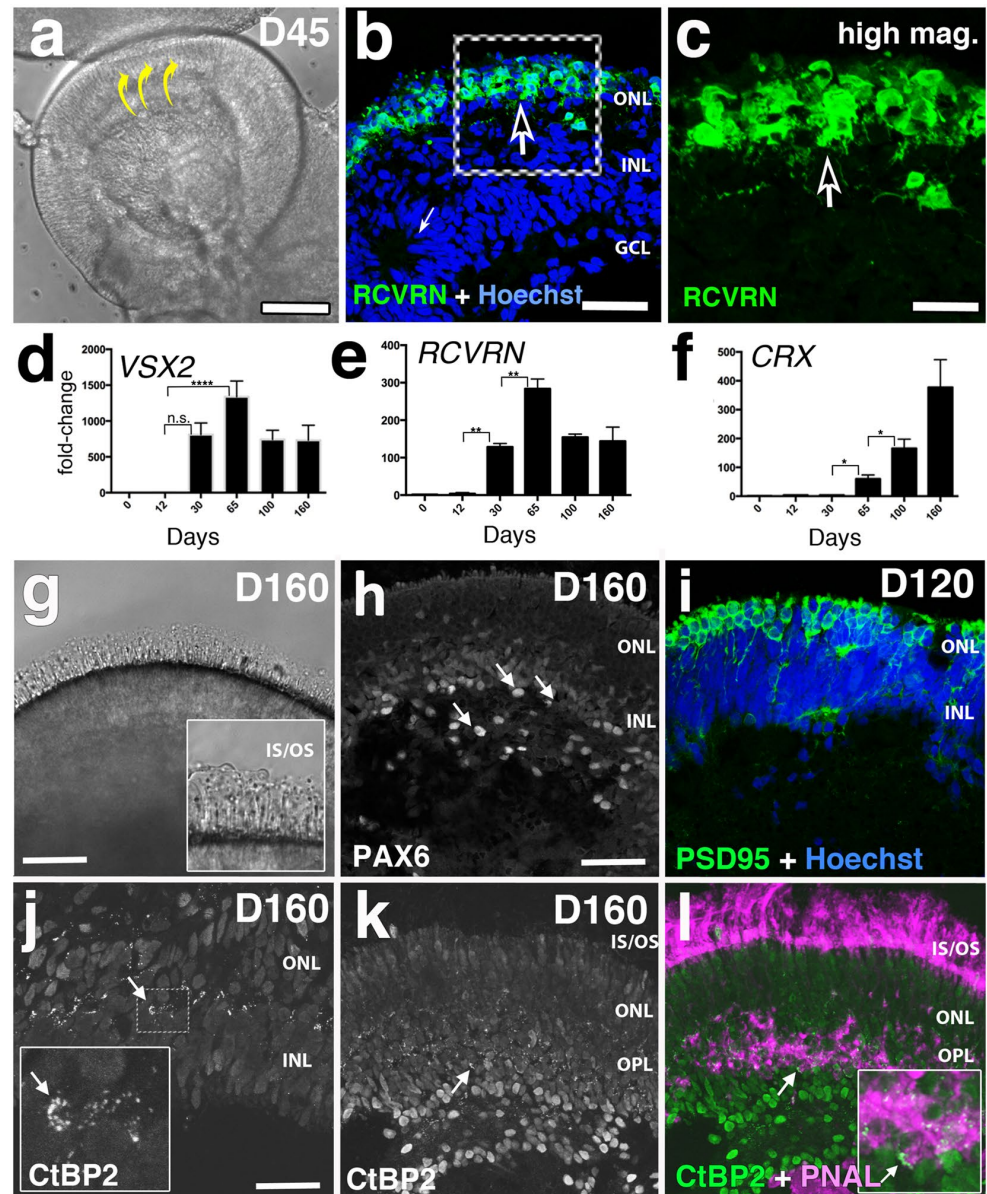 a
D45
b
ONL
INL
GCL
RCVRN + Hoechst
c
high mag.
RCVRN
d
VSX2
fold-change
2000
1500
1000
500
0
n.s.
****
0
12
30
65
100
160
Days
e
RCVRN
400
300
200
100
0
**
**
0
12
30
65
100
160
Days
f
CRX
500
400
300
200
100
0
*
*
0
12
30
65
100
160
Days
g
D160
IS/OS
h
D160
ONL
INL
PAX6
i
D120
ONL
INL
PSD95 + Hoechst
j
D160
ONL
INL
CtBP2
k
D160
IS/OS
ONL
OPL
CtBP2
l
IS/OS
ONL
OPL
CtBP2 + PNAL